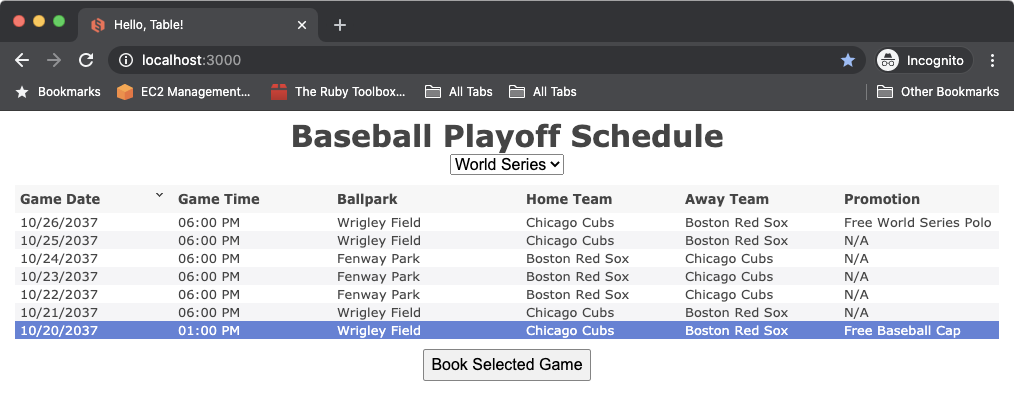 Hello, Table!
localhost:3000
Incognito
Bookmarks EC2 Management... The Ruby Toolbox... All Tabs All Tabs Other Bookmarks
Baseball Playoff Schedule
World Series
Game Date Game Time Ballpark Home Team Away Team Promotion
10/26/2037 06:00 PM Wrigley Field Chicago Cubs Boston Red Sox Free World Series Polo
10/25/2037 06:00 PM Wrigley Field Chicago Cubs Boston Red Sox N/A
10/24/2037 06:00 PM Fenway Park Boston Red Sox Chicago Cubs N/A
10/23/2037 06:00 PM Fenway Park Boston Red Sox Chicago Cubs N/A
10/22/2037 06:00 PM Fenway Park Boston Red Sox Chicago Cubs N/A
10/21/2037 06:00 PM Wrigley Field Chicago Cubs Boston Red Sox N/A
10/20/2037 01:00 PM Wrigley Field Chicago Cubs Boston Red Sox Free Baseball Cap
Book Selected Game